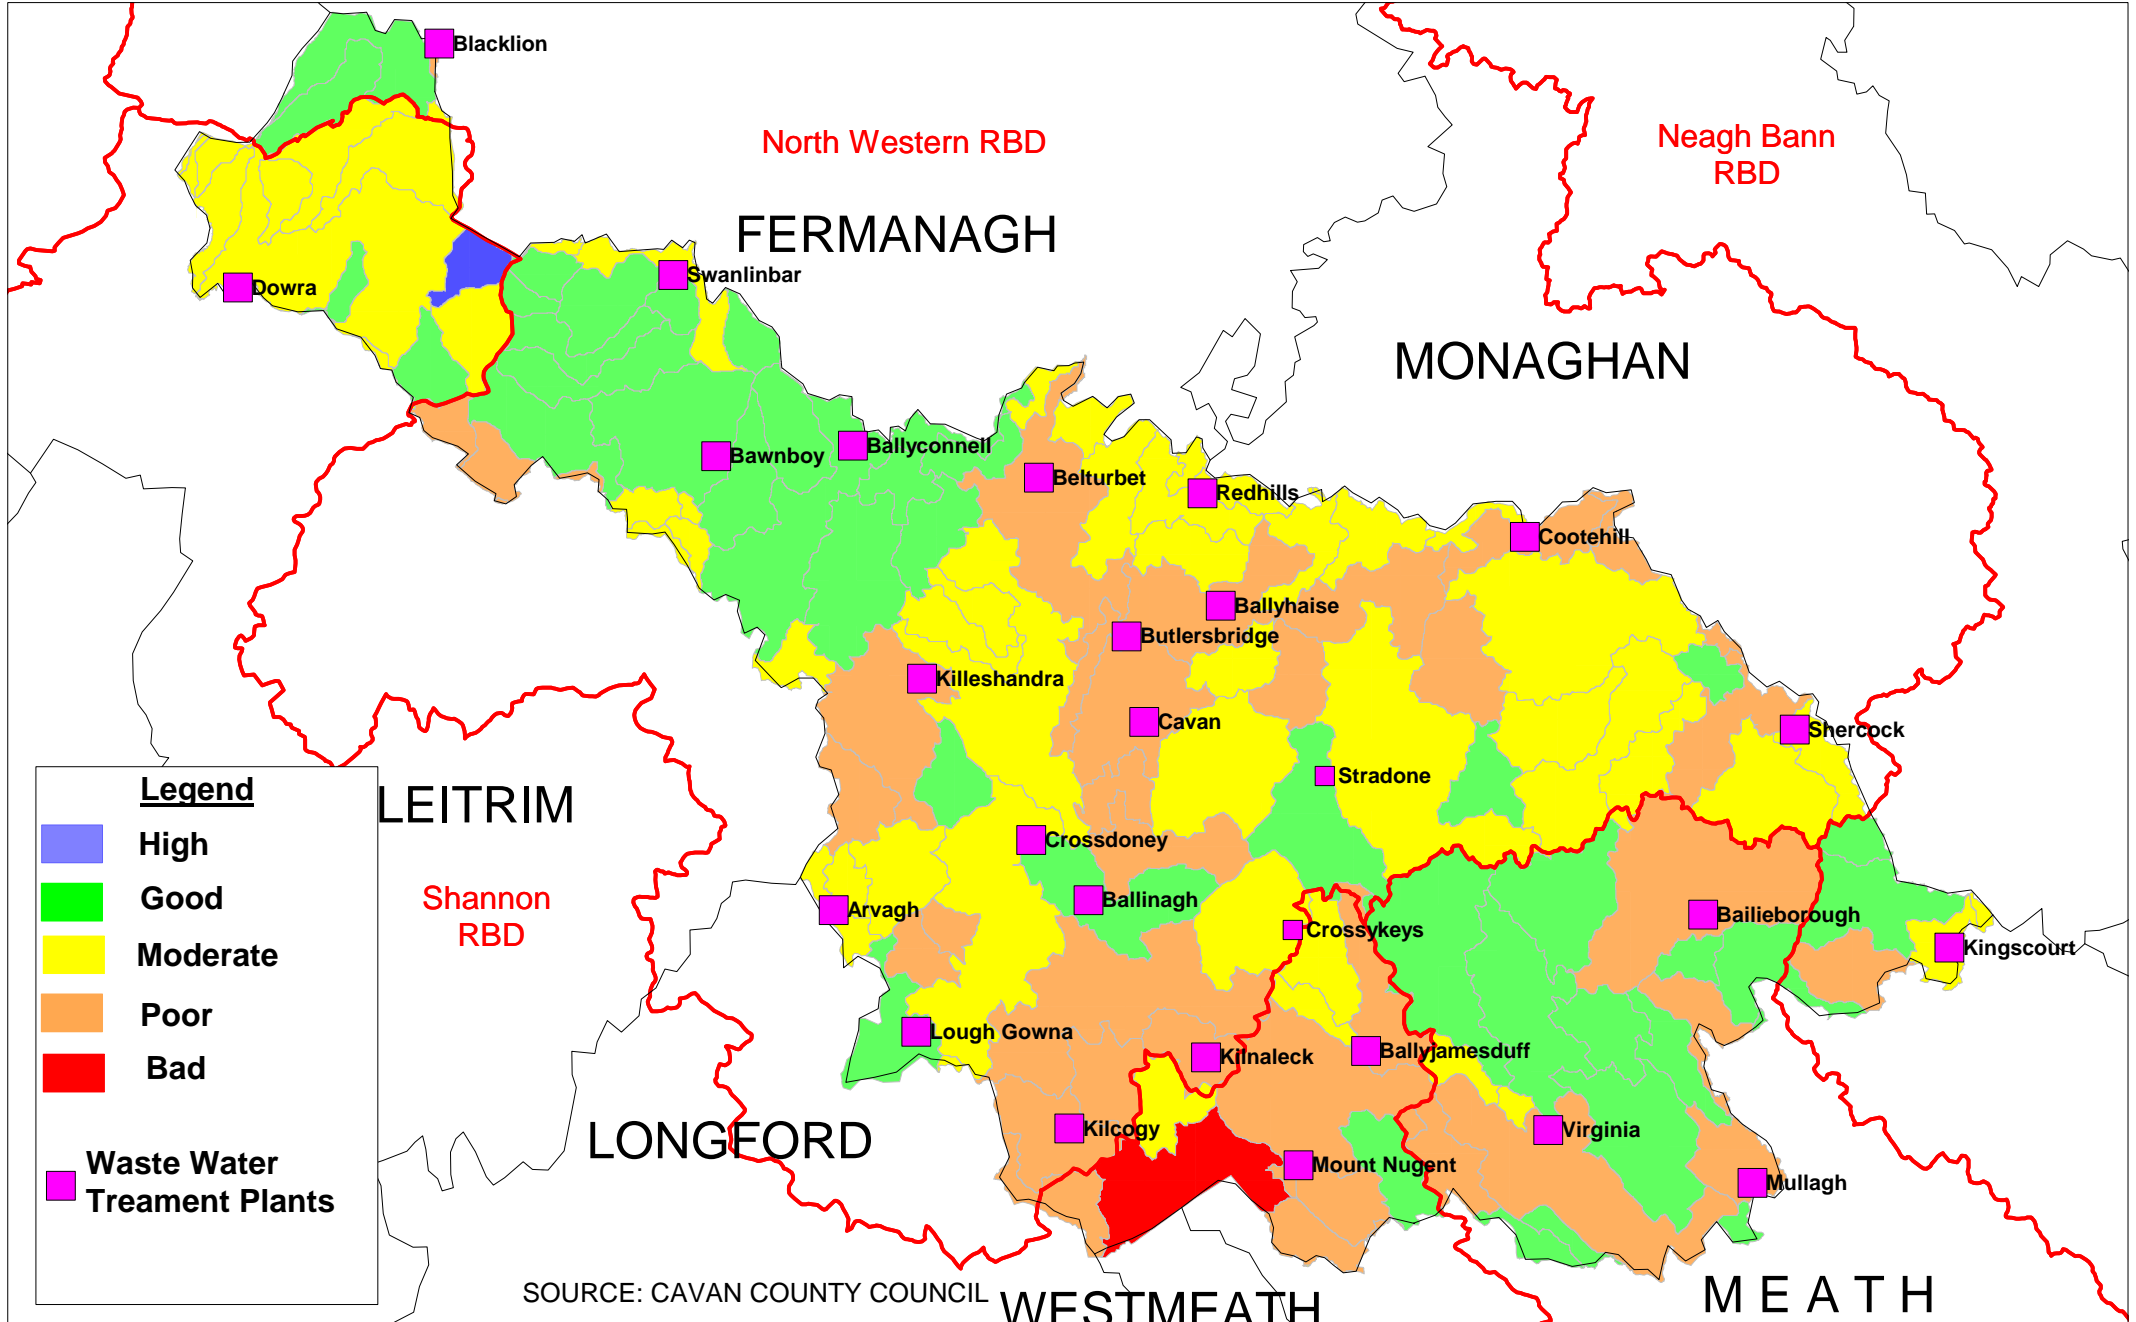 Blacklion
North Western RBD
Neagh Bann
RBD
FERMANAGH
Swanlinbar
Dowra
MONAGHAN
Bawnboy
Ballyconnell
Belturbet
Redhills
Cootehill
Ballyhaise
Butlersbridge
Killeshandra
Cavan
Shercock
Stradone
Legend
High
Good
Moderate
Poor
Bad
Waste Water
Treament Plants
LEITRIM
Shannon
RBD
Crossdoney
Ballinagh
Arvagh
Crosskeys
Bailieborough
Kingscourt
Lough Gowna
Kilnaleck
Ballyjamesduff
LONGFORD
Kilcogy
Virginia
Mount Nugent
Mullagh
SOURCE: CAVAN COUNTY COUNCIL
WESTMEATH
MEATH